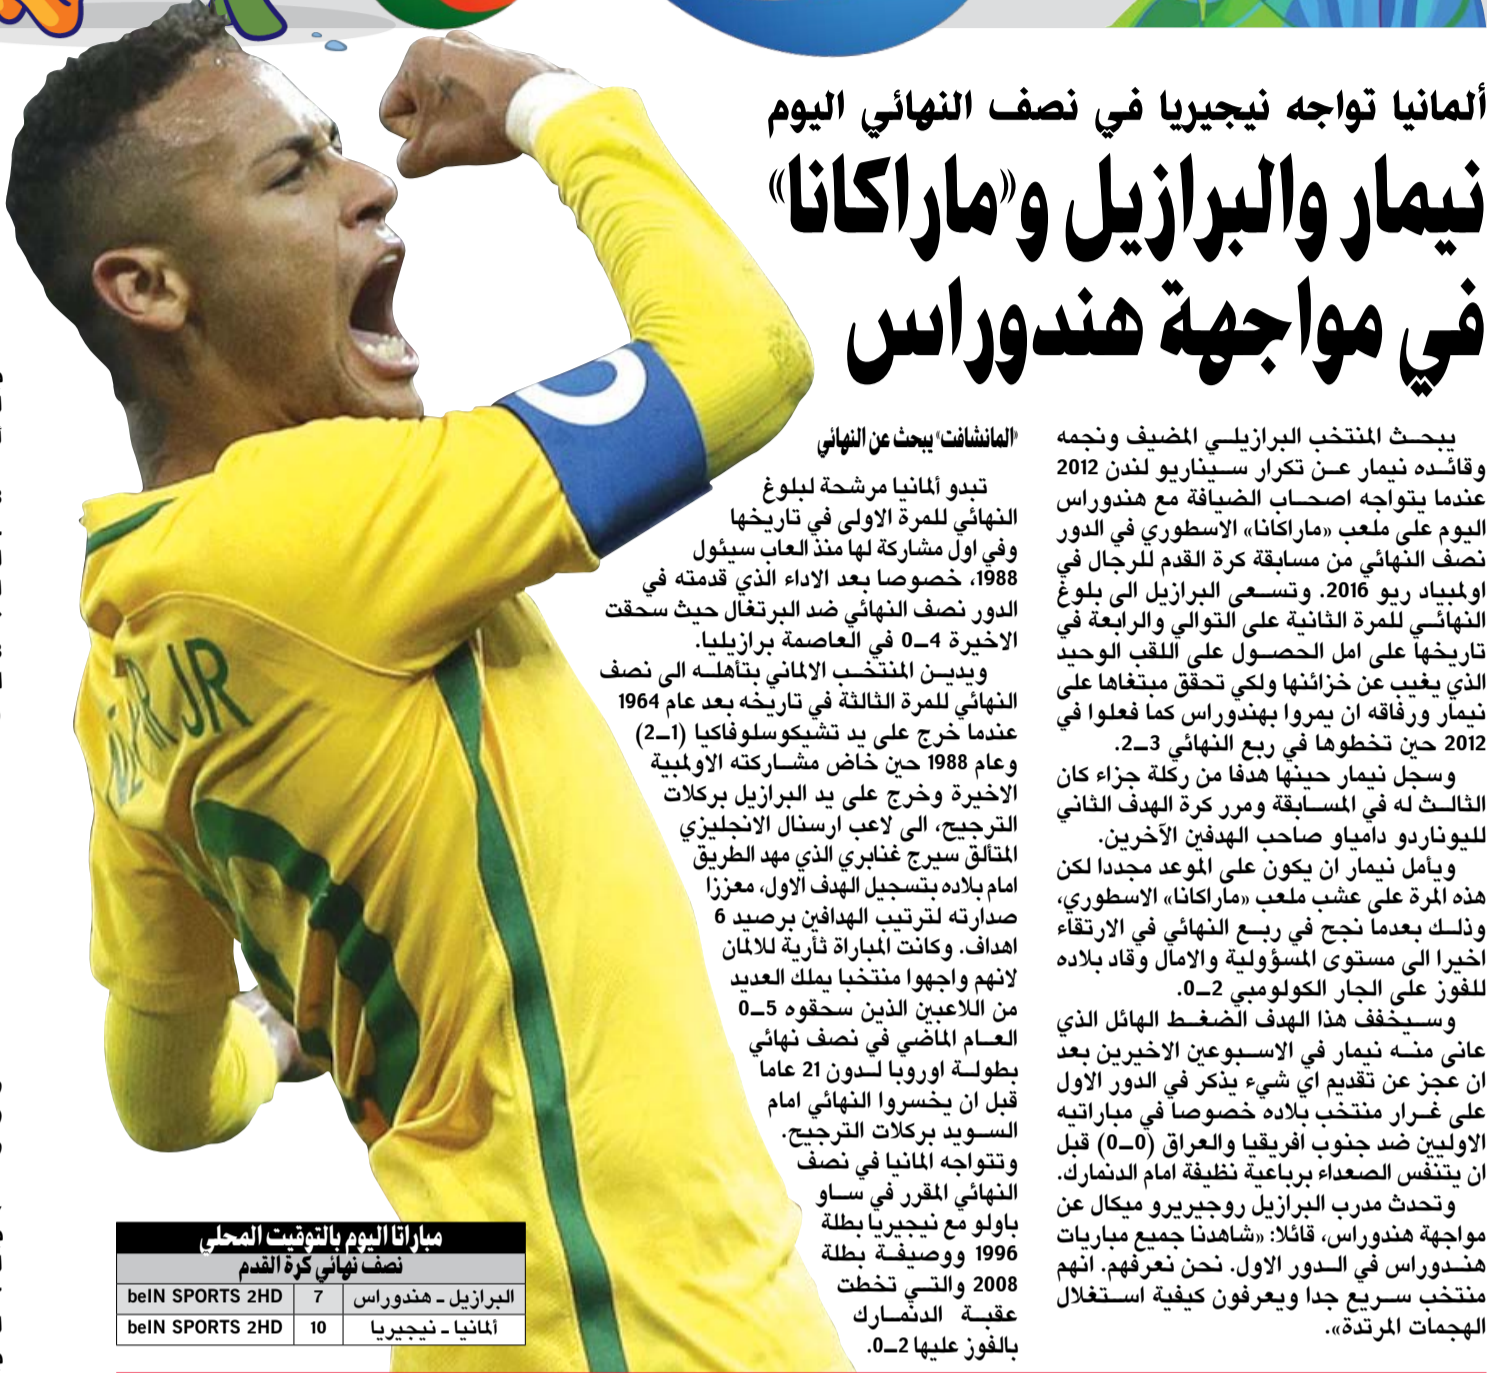 ألمانيا تواجه نيجيريا في نصف النهائي اليوم
نيمار والبرازيل و«ماراكانا»
في مواجهة هندوراس
يبحث المنتخب البرازيلي المضيف ونجمه
وقائده نيمار عن تكرار سيناريو لندن 2012
عندما يتواجه اصحاب الضيافة مع هندوراس
اليوم على ملعب «ماراكانا» الاسطوري في الدور
نصف النهائي من مسابقة كرة القدم للرجال في
اولمبياد ريو 2016. وتسعى البرازيل الى بلوغ
النهائي للمرة الثانية على التوالي والرابعة في
تاريخها على امل الحصول على اللقب الوحيد
الذي يغيب عن خزائنها ولكي تحقق مبتغاها على
نيمار ورفاقه ان يمروا بهندوراس كما فعلوا في
2012 حين تخطوها في ربع النهائي 3–2.
وسجل نيمار حينها هدفا من ركلة جزاء كان
الثالث له في المسابقة ومرر كرة الهدف الثاني
لليوناردو دامياو صاحب الهدفين الآخرين.
ويأمل نيمار ان يكون على الموعد مجددا لكن
هذه المرة على عشب ملعب «ماراكانا» الاسطوري،
وذلك بعدما نجح في ربع النهائي في الارتقاء
اخيرا الى مستوى المسؤولية والامال وقاد بلاده
للفوز على الجار الكولومبي 2–0.
وسيخفف هذا الهدف الضغط الهائل الذي
عانى منه نيمار في الاسبوعين الاخيرين بعد
ان عجز عن تقديم اي شيء يذكر في الدور الاول
على غرار منتخب بلاده خصوصا في مباراتيه
الاوليين ضد جنوب افريقيا والعراق (0–0) قبل
ان يتنفس الصعداء برباعية نظيفة امام الدنمارك.
وتحدث مدرب البرازيل روجيريرو ميكال عن
مواجهة هندوراس، قائلا: «شاهدنا جميع مباريات
هندوراس في الدور الاول. نحن نعرفهم. انهم
منتخب سريع جدا ويعرفون كيفية استغلال
الهجمات المرتدة».
«المانشافت» يبحث عن النهائي
تبدو ألمانيا مرشحة لبلوغ
النهائي للمرة الاولى في تاريخها
وفي اول مشاركة لها منذ العاب سيئول
1988، خصوصا بعد الاداء الذي قدمته في
الدور نصف النهائي ضد البرتغال حيث سحقت
الاخيرة 4–0 في العاصمة برازيليا.
ويدين المنتخب الالماني بتأهله الى نصف
النهائي للمرة الثالثة في تاريخه بعد عام 1964
عندما خرج على يد تشيكوسلوفاكيا (1–2)
وعام 1988 حين خاض مشاركته الاولمبية
الاخيرة وخرج على يد البرازيل بركلات
الترجيح، الى لاعب ارسنال الانجليزي
المتألق سيرج غنابري الذي مهد الطريق
امام بلاده بتسجيل الهدف الاول، معززا
صدارته لترتيب الهدافين برصيد 6
اهداف. وكانت المباراة ثأرية للالمان
لانهم واجهوا منتخبا يملك العديد
من اللاعبين الذين سحقوه 5–0
العام الماضي في نصف نهائي
بطولة اوروبا لدون 21 عاما
قبل ان يخسروا النهائي امام
السويد بركلات الترجيح.
وتتواجه المانيا في نصف
النهائي المقرر في ساو
باولو مع نيجيريا بطلة
1996 ووصيفة بطلة
2008 والتي تخطت
عقبة الدنمارك
بالفوز عليها 2–0.
JR
مباراتا اليوم بالتوقيت المحلي
نصف نهائي كرة القدم
البرازيل - هندوراس 7 beIN SPORTS 2HD
ألمانيا - نيجيريا 10 beIN SPORTS 2HD